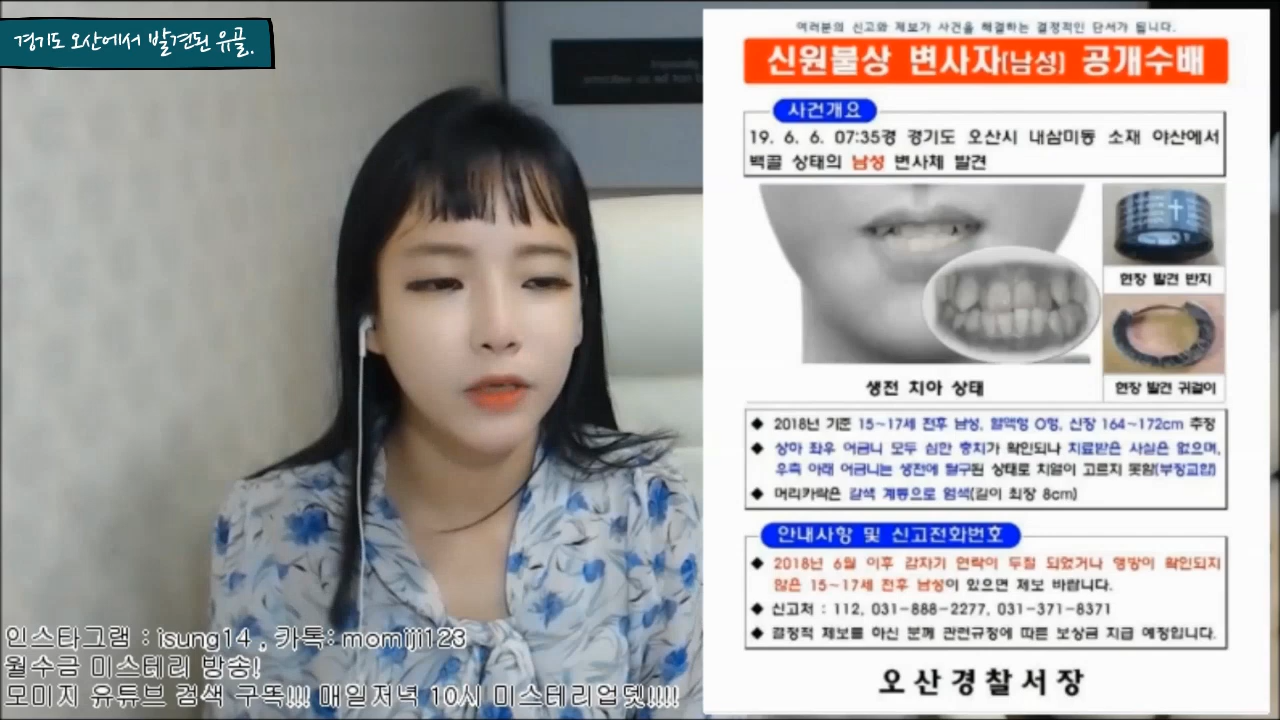 경기도 오산에서 발견된 유골.
여러분의 신고와 제보가 사건을 해결하는 결정적인 단서가 됩니다.
신원불상 변사자[남성] 공개수배
사건개요
19. 6. 6. 07:35경 경기도 오산시 내삼미동 소재 야산에서
백골 상태의 남성 변사체 발견
현장 발견 반지
생전 치아 상태
현장 발견 귀걸이
◆ 2018년 기준 15~17세 전후 남성, 혈액형 O형, 신장 164~172cm 추정
◆ 상하 좌우 어금니 모두 심한 충치가 확인되나 치료받은 사실은 없으며,
우측 아래 어금니는 생전에 탈구된 상태로 치열이 고르지 못함(부정교합)
◆ 머리카락은 갈색 계통으로 염색(길이 최장 8cm)
안내사항 및 신고전화번호
◆ 2018년 6월 이후 갑자기 연락이 두절 되었거나 행방이 확인되지
않은 15~17세 전후 남성이 있으면 제보 바랍니다.
◆ 신고처 : 112, 031-888-2277, 031-371-8371
◆ 결정적 제보를 하신 분께 관련규정에 따른 보상금 지급 예정입니다.
오산경찰서장
인스타그램 : isung14 , 카톡: momiji123
월수금 미스테리 방송!
모미지 유튜브 검색 구독!!! 매일저녁 10시 미스테리업뎃!!!!